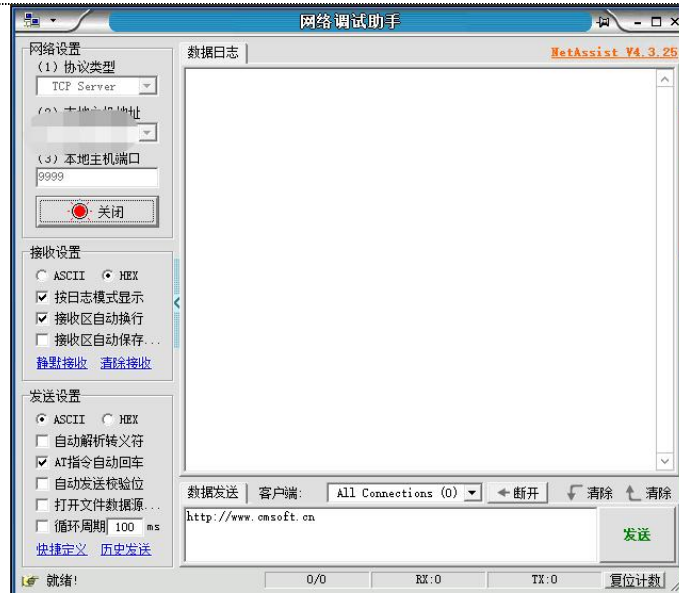 网络调试助手
网络设置
(1) 协议类型
TCP Server
(3) 本地主机端口
9999
关闭
接收设置
ASCII HEX
按日志模式显示
接收区自动换行
接收区自动保存...
静默接收 清除接收
发送设置
ASCII HEX
自动解析转义符
AT指令自动回车
自动发送校验位
打开文件数据源...
循环周期 100 ms
快捷定义 历史发送
数据日志 NetAssist V4.3.25
数据发送 客户端: All Connections (0) 断开 清除 清除
http://www.cmsoft.cn
发送
就绪! 0/0 RX:0 TX:0 复位计数